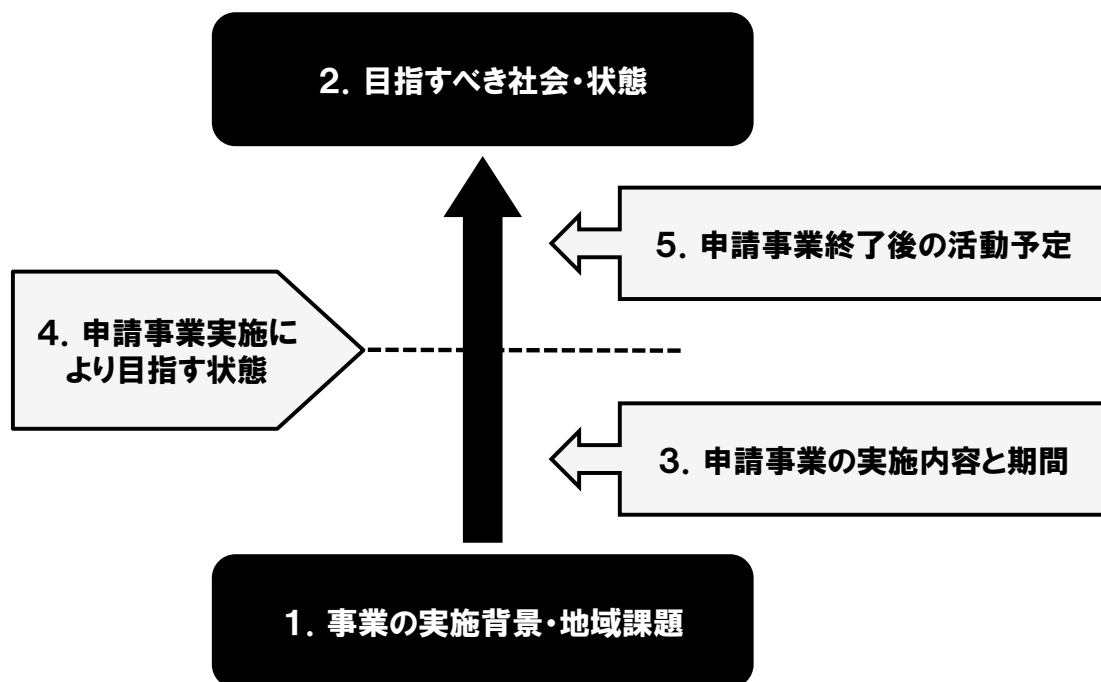 2. 目指すべき社会・状態
5. 申請事業終了後の活動予定
4. 申請事業実施に
より目指す状態
3. 申請事業の実施内容と期間
1. 事業の実施背景・地域課題